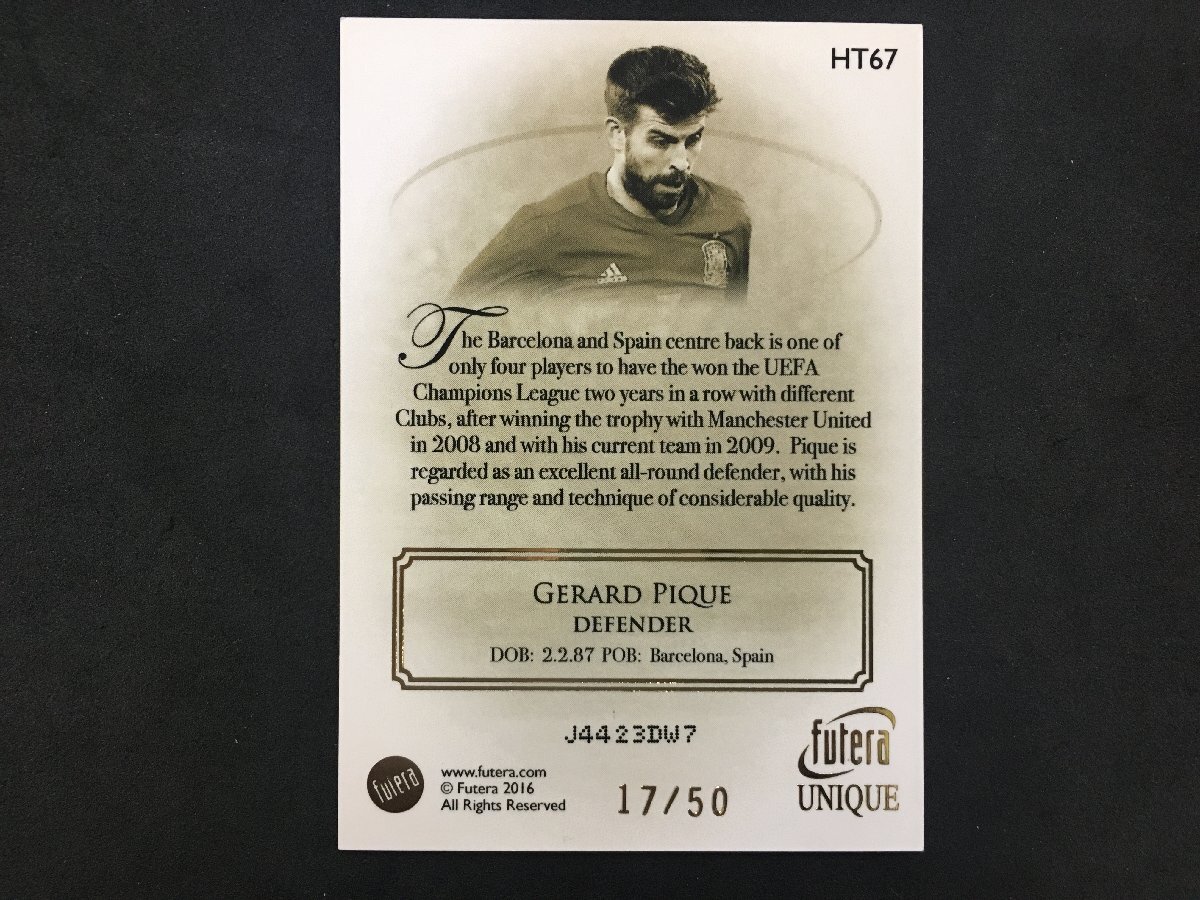 HT67
The Barcelona and Spain centre back is one of
only four players to have the won the UEFA
Champions League two years in a row with different
Clubs, after winning the trophy with Manchester United
in 2008 and with his current team in 2009. Pique is
regarded as an excellent all-round defender, with his
passing range and technique of considerable quality.
GERARD PIQUE
DEFENDER
DOB: 2.2.87 POB: Barcelona, Spain
J4423DW7
futera
www.futera.com
© Futera 2016
All Rights Reserved
17/50
futera
UNIQUE